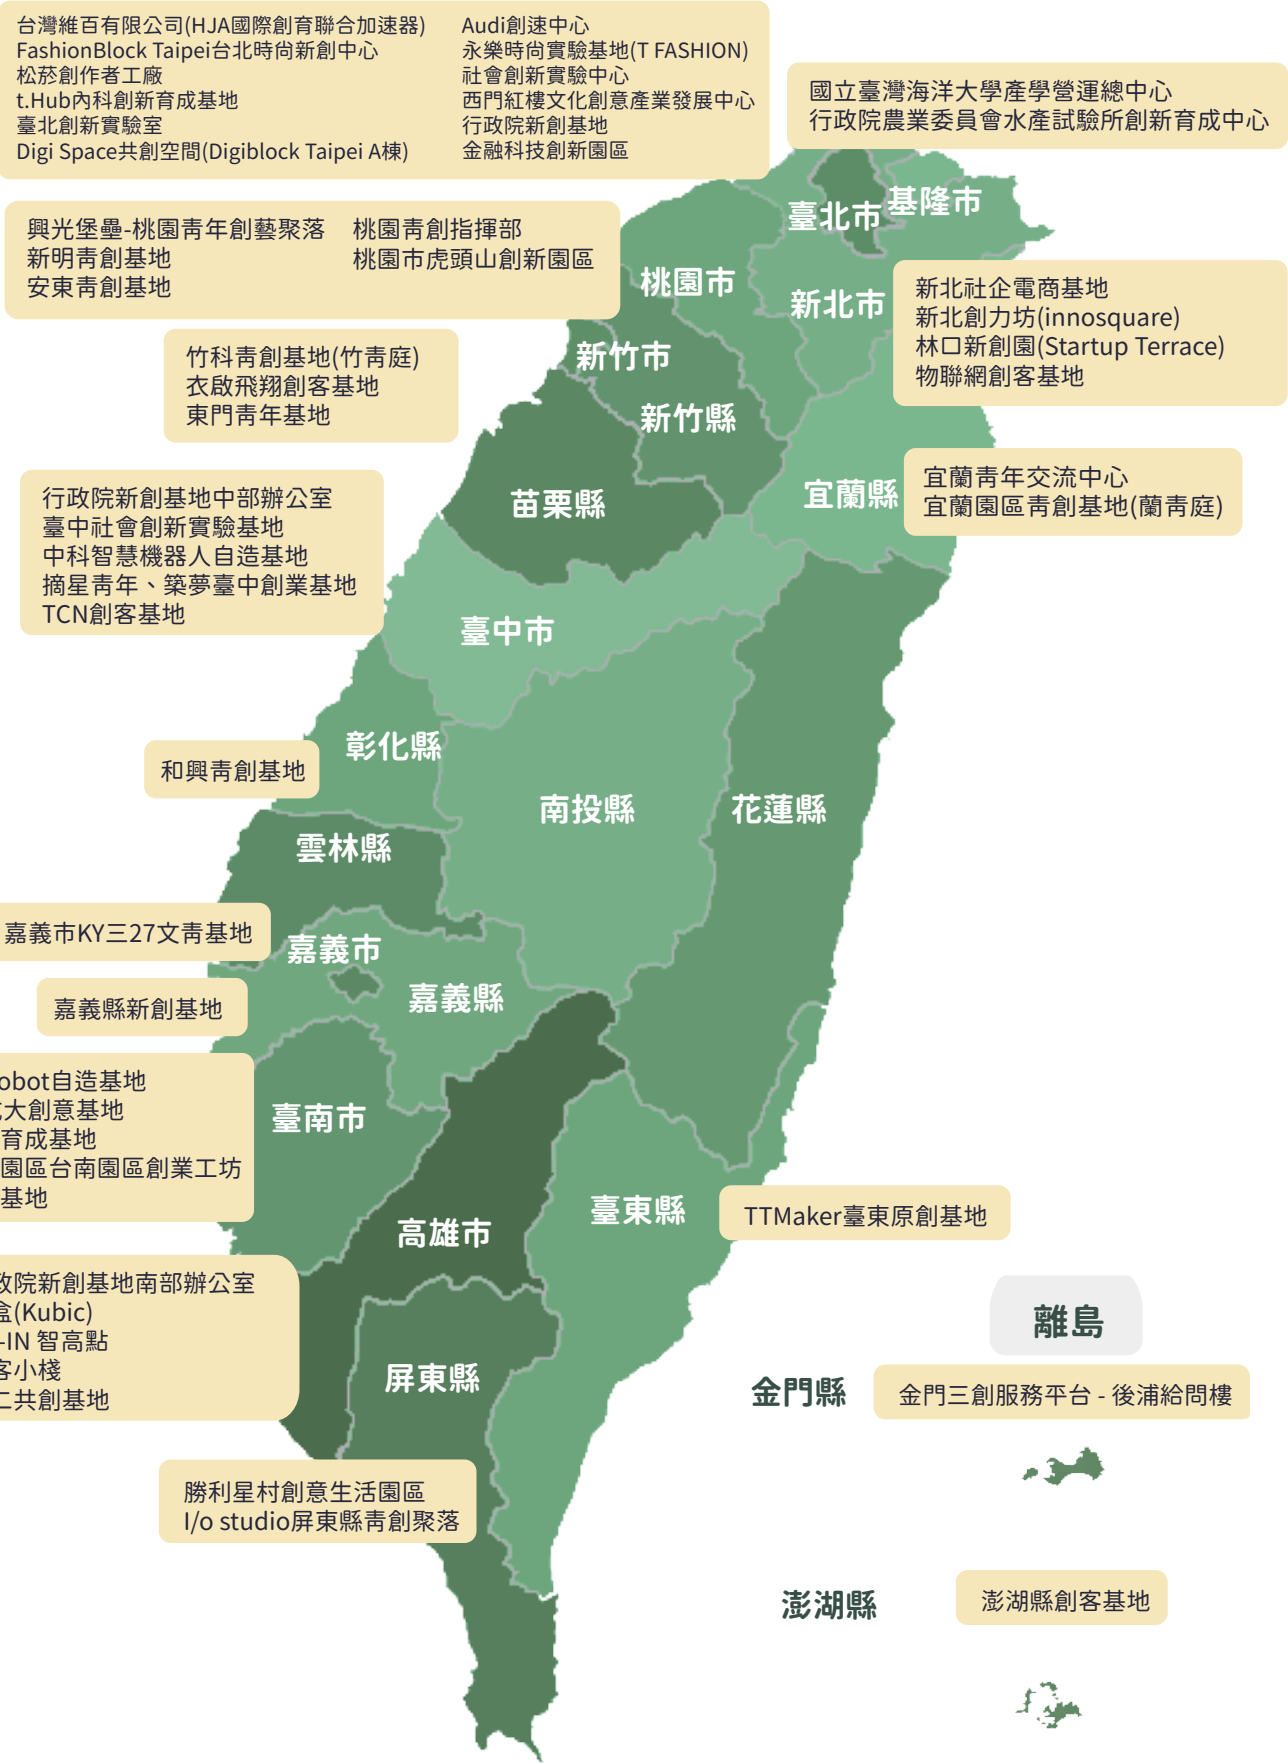 台灣維百有限公司(HJA國際創育聯合加速器)
FashionBlock Taipei台北時尚新創中心
松菸創作者工廠
t.Hub內科創新育成基地
臺北創新實驗室
Digi Space共創空間(Digiblock Taipei A棟)
Audi創速中心
永樂時尚實驗基地(T FASHION)
社會創新實驗中心
西門紅樓文化創意產業發展中心
行政院新創基地
金融科技創新園區
國立臺灣海洋大學產學營運總中心
行政院農業委員會水產試驗所創新育成中心
臺北市
基隆市
興光堡壘-桃園青年創藝聚落
新明青創基地
安東青創基地
桃園青創指揮部
桃園市虎頭山創新園區
桃園市
新北市
新北社企電商基地
新北創力坊(innosquare)
林口新創園(Startup Terrace)
物聯網創客基地
竹科青創基地(竹青庭)
衣啟飛翔創客基地
東門青年基地
新竹市
新竹縣
苗栗縣
宜蘭縣
宜蘭青年交流中心
宜蘭園區青創基地(蘭青庭)
行政院新創基地中部辦公室
臺中社會創新實驗基地
中科智慧機器人自造基地
摘星青年、築夢臺中創業基地
TCN創客基地
臺中市
和興青創基地
彰化縣
南投縣
花蓮縣
雲林縣
嘉義市KY三27文青基地
嘉義市
嘉義縣新創基地
嘉義縣
obot自造基地
大創意基地
育成基地
園區台南園區創業工坊
基地
臺南市
政院新創基地南部辦公室
盒(Kubic)
-IN 智高點
客小棧
二共創基地
高雄市
臺東縣
TTMaker臺東原創基地
屏東縣
勝利星村創意生活園區
I/o studio屏東縣青創聚落
離島
金門縣
金門三創服務平台 - 後浦給問樓
澎湖縣
澎湖縣創客基地